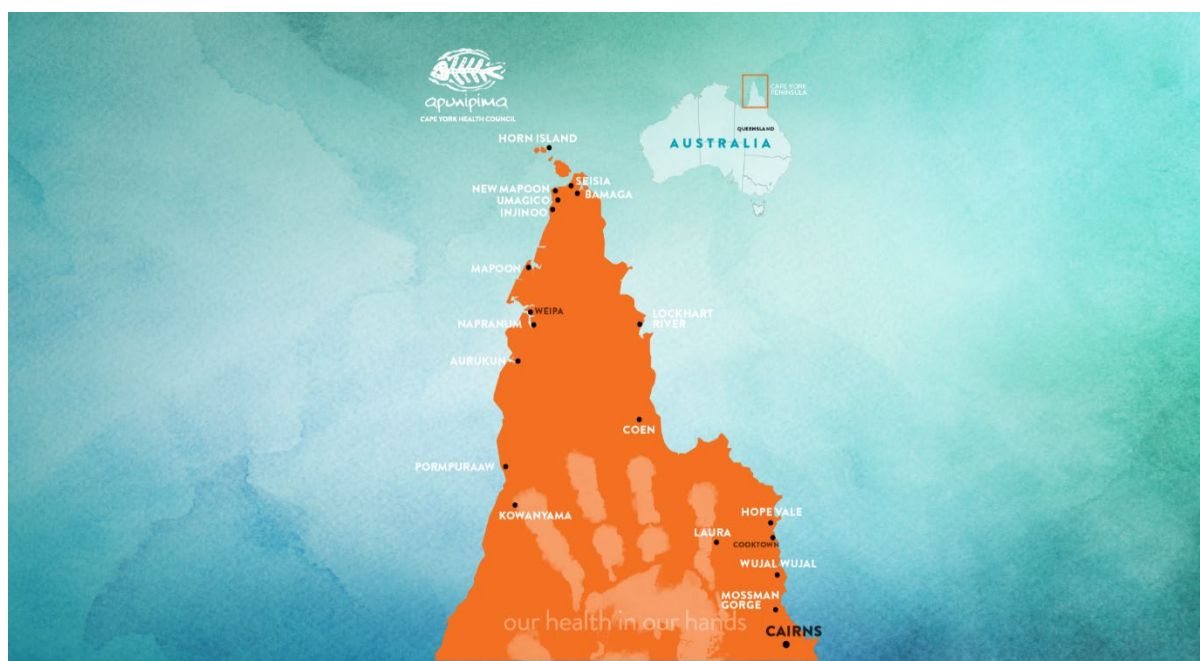 apunipima
CAPE YORK HEALTH COUNCIL
CAPE YORK
PENINSULA
QUEENSLAND
AUSTRALIA
HORN ISLAND
SEISIA
NEW MAPOON
BAMAGA
UMAGICO
INJINOO
MAPOON
WEIPA
NAPRANUM
LOCKHART
RIVER
AURUKUN
COEN
PORMPURAAW
KOWANYAMA
HOPE VALE
LAURA
COOKTOWN
WUJAL WUJAL
MOSSMAN
GORGE
our health in our hands
CAIRNS